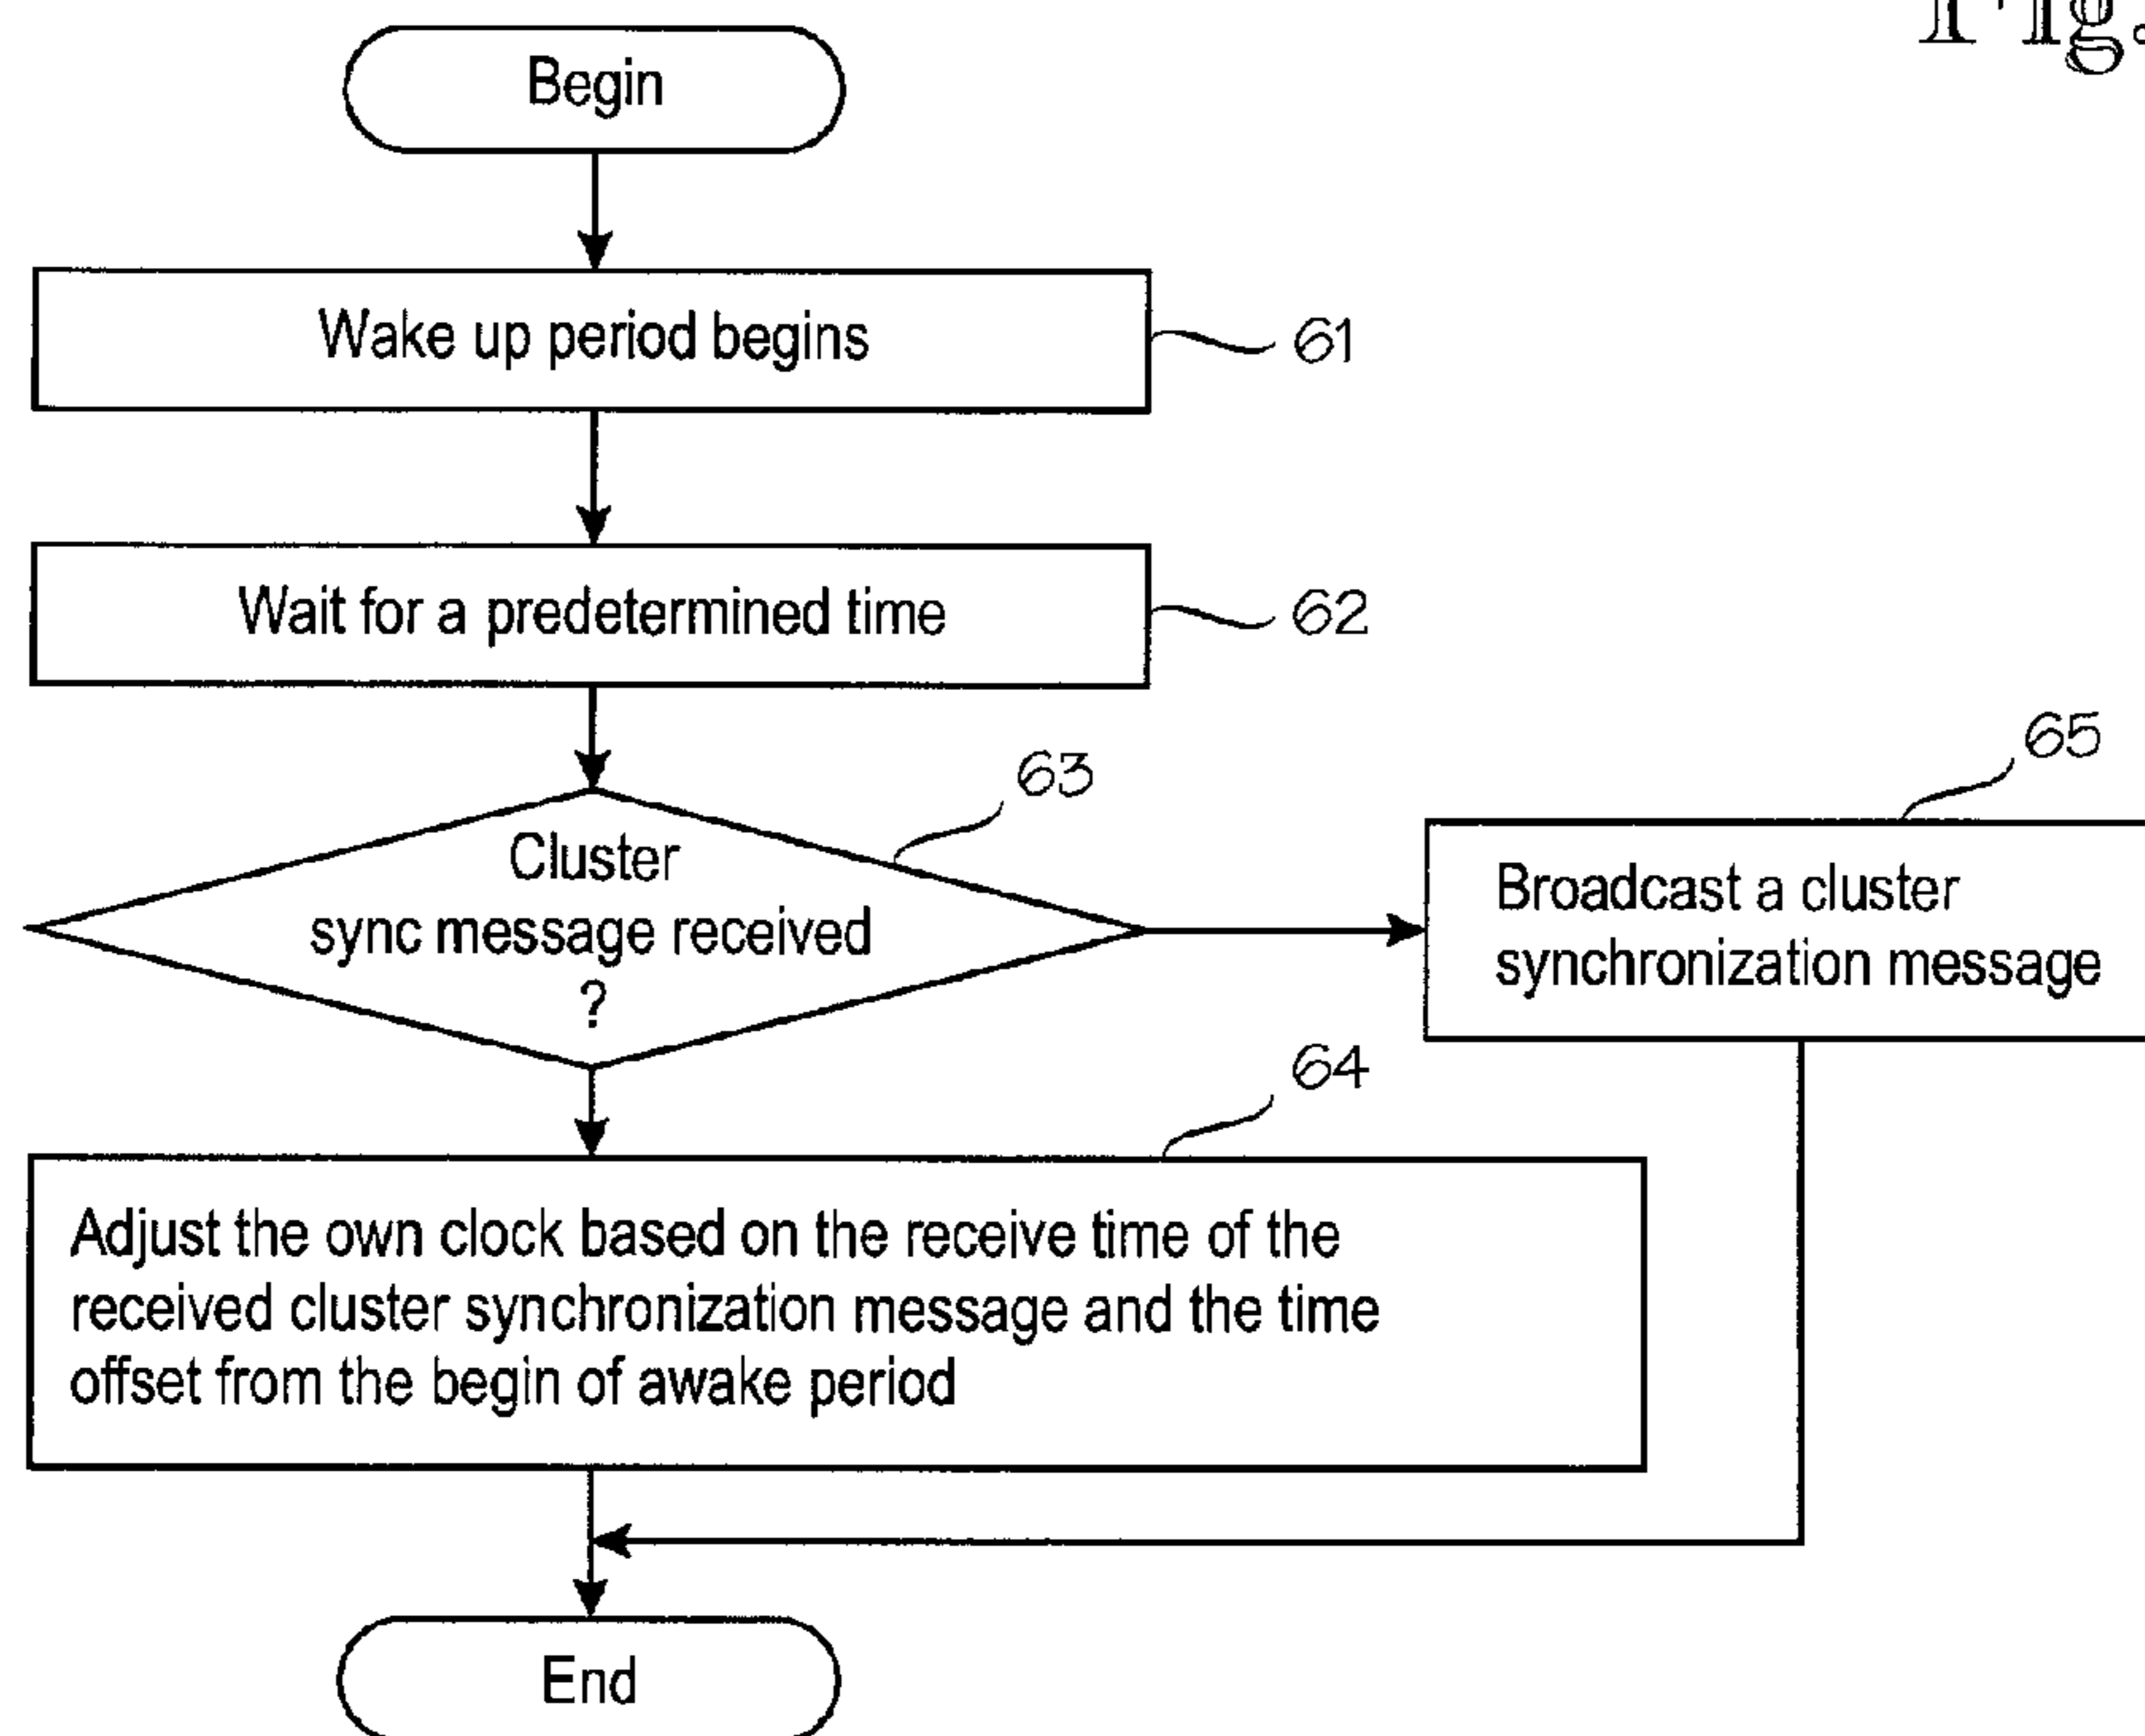 Fig.
Begin
Wake up period begins
61
Wait for a predetermined time
62
63
Cluster
sync message received
?
65
Broadcast a cluster
synchronization message
64
Adjust the own clock based on the receive time of the
received cluster synchronization message and the time
offset from the begin of awake period
End